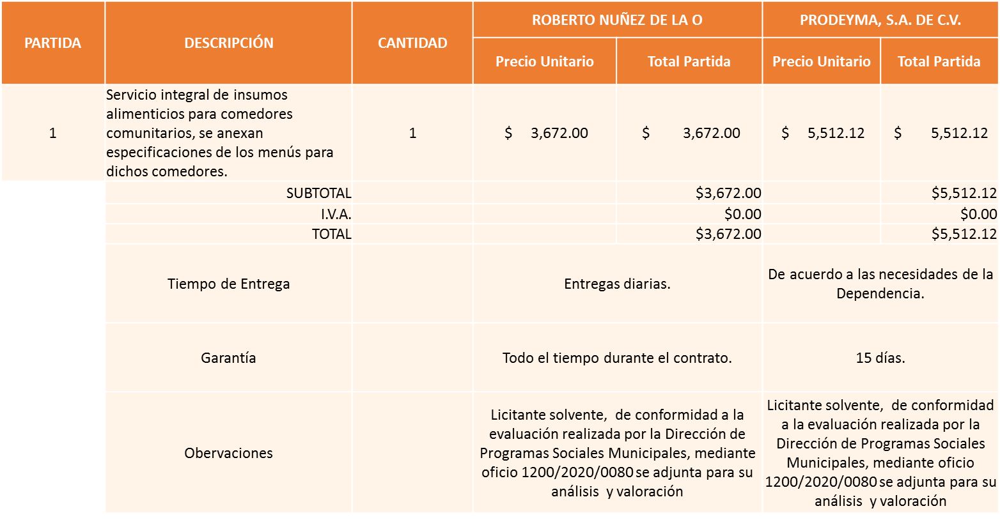 PARTIDA
DESCRIPCIÓN
CANTIDAD
ROBERTO NUÑEZ DE LA O
PRODEYMA, S.A. DE C.V.
Precio Unitario
Total Partida
Precio Unitario
Total Partida
1
Servicio integral de insumos
alimenticios para comedores
comunitarios, se anexan
especificaciones de los menús para
dichos comedores.
1
$ 3,672.00
$ 3,672.00
$ 5,512.12
$ 5,512.12
SUBTOTAL
$3,672.00
$5,512.12
I.V.A.
$0.00
$0.00
TOTAL
$3,672.00
$5,512.12
Tiempo de Entrega
Entregas diarias.
De acuerdo a las necesidades de la
Dependencia.
Garantía
Todo el tiempo durante el contrato.
15 días.
Obervaciones
Licitante solvente, de conformidad a la
evaluación realizada por la Dirección de
Programas Sociales Municipales, mediante
oficio 1200/2020/0080 se adjunta para su
análisis y valoración
Licitante solvente, de conformidad
a la evaluación realizada por la
Dirección de Programas Sociales
Municipales, mediante oficio
1200/2020/0080 se adjunta para su
análisis y valoración